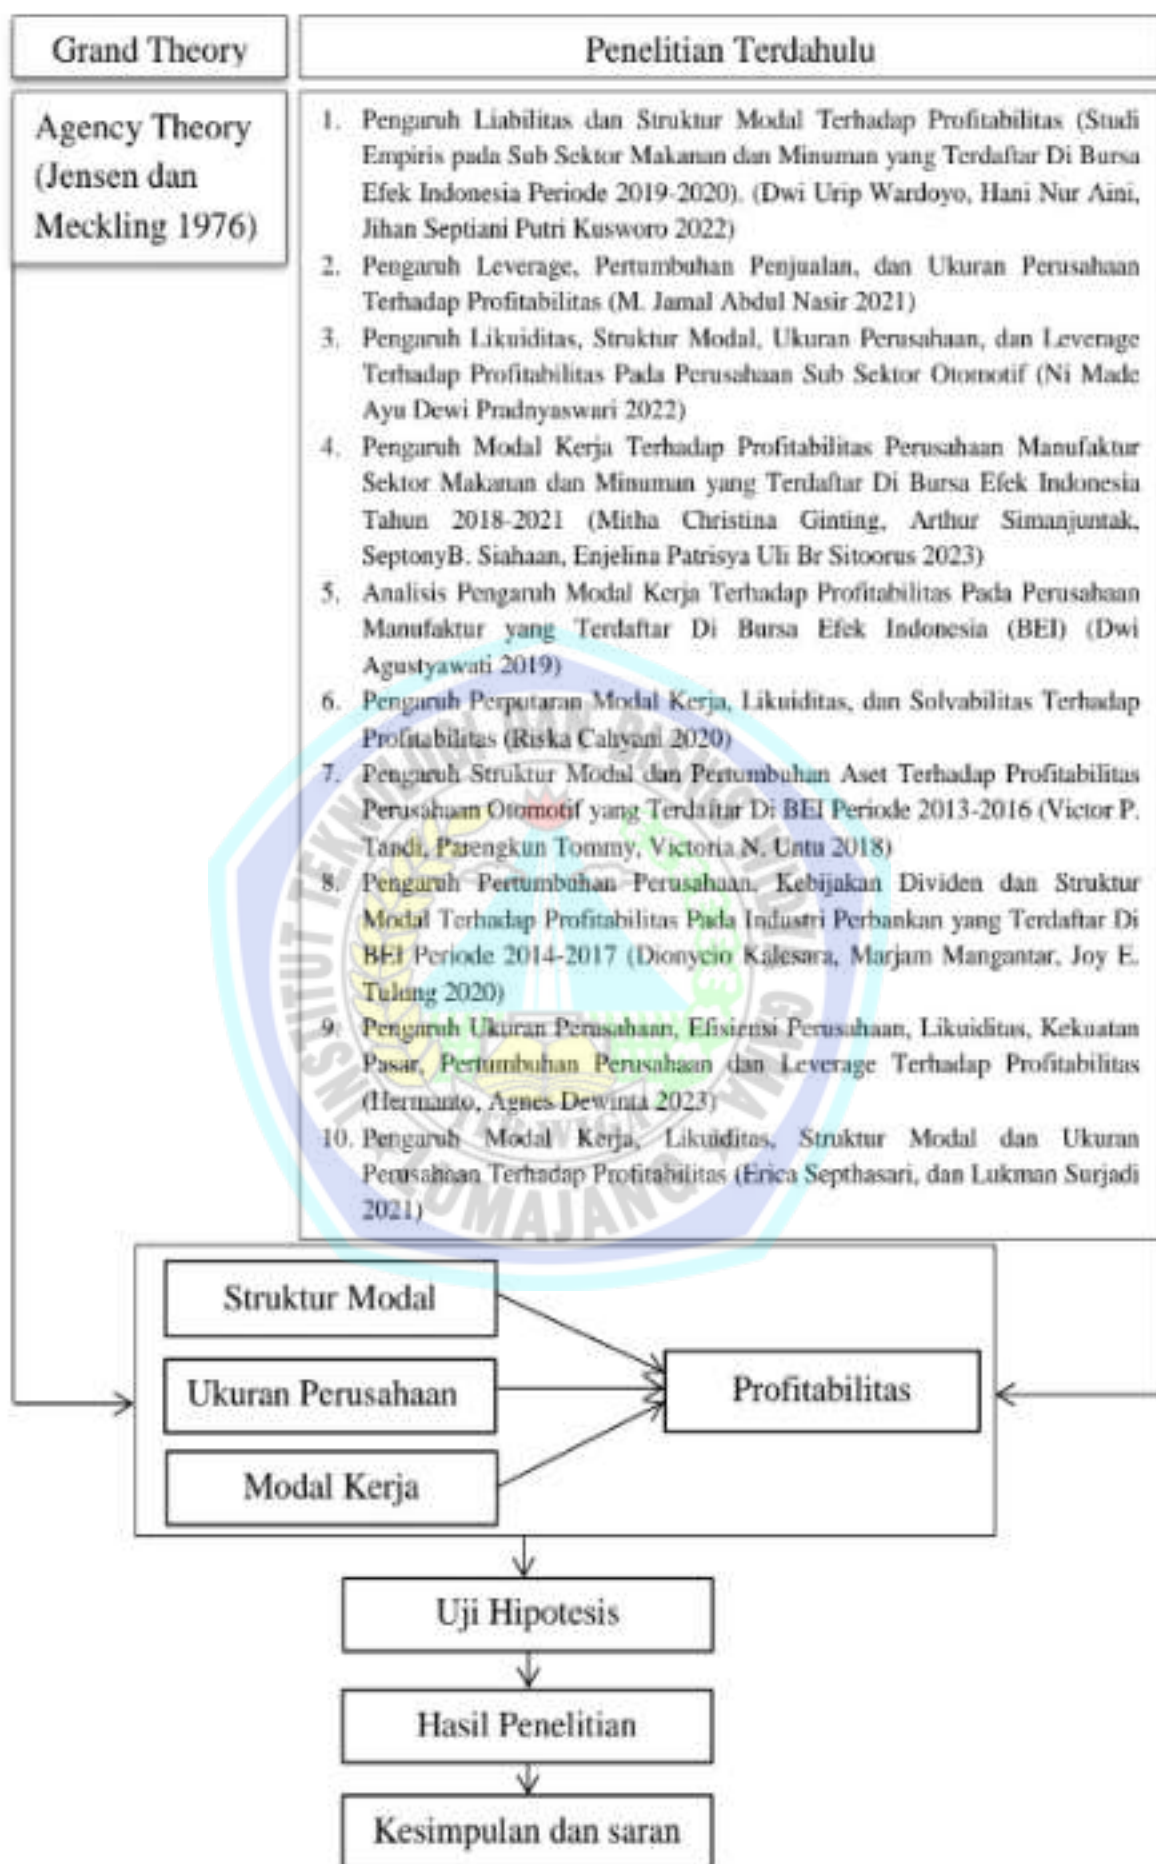 Grand Theory
Penelitian Terdahulu
Agency Theory
(Jensen dan
Meckling 1976)
1. Pengaruh Liabilitas dan Struktur Modal Terhadap Profitabilitas (Studi
Empiris pada Sub Sektor Makanan dan Minuman yang Terdaftar Di Bursa
Efek Indonesia Periode 2019-2020). (Dwi Urip Wardoyo, Hani Nur Aini,
Jihan Septiani Putri Kusworo 2022)
2. Pengaruh Leverage, Pertumbuhan Penjualan, dan Ukuran Perusahaan
Terhadap Profitabilitas (M. Jamal Abdul Nasir 2021)
3. Pengaruh Likuiditas, Struktur Modal, Ukuran Perusahaan, dan Leverage
Terhadap Profitabilitas Pada Perusahaan Sub Sektor Otomotif (Ni Made
Ayu Dewi Pradnyaswari 2022)
4. Pengaruh Modal Kerja Terhadap Profitabilitas Perusahaan Manufaktur
Sektor Makanan dan Minuman yang Terdaftar Di Bursa Efek Indonesia
Tahun 2018-2021 (Mitha Christina Ginting, Arthur Simanjuntak,
SeptonyB. Siahaan, Enjelina Patrisya Uli Br Sitoorus 2023)
5. Analisis Pengaruh Modal Kerja Terhadap Profitabilitas Pada Perusahaan
Manufaktur yang Terdaftar Di Bursa Efek Indonesia (BEI) (Dwi
Agustyawati 2019)
6. Pengaruh Perputaran Modal Kerja, Likuiditas, dan Solvabilitas Terhadap
Profitabilitas (Riska Cahyani 2020)
7. Pengaruh Struktur Modal dan Pertumbuhan Aset Terhadap Profitabilitas
Perusahaan Otomotif yang Terdaftar Di BEI Periode 2013-2016 (Victor P.
Tandi, Parengkun Tommy, Victoria N. Untu 2018)
8. Pengaruh Pertumbuhan Perusahaan, Kebijakan Dividen dan Struktur
Modal Terhadap Profitabilitas Pada Industri Perbankan yang Terdaftar Di
BEI Periode 2014-2017 (Dionycio Kalesara, Marjam Mangantar, Joy E.
Tulung 2020)
9. Pengaruh Ukuran Perusahaan, Efisiensi Perusahaan, Likuiditas, Kekuatan
Pasar, Pertumbuhan Perusahaan dan Leverage Terhadap Profitabilitas
(Hermanto, Agnes Dewinta 2023)
10. Pengaruh Modal Kerja, Likuiditas, Struktur Modal dan Ukuran
Perusahaan Terhadap Profitabilitas (Erica Septhasari, dan Lukman Surjadi
2021)
INSTITUT TEKNOLOGI DAN BISNIS WIDYA GAMA
ITB WIGA
LUMAJANG
Struktur Modal
Ukuran Perusahaan
Modal Kerja
Profitabilitas
Uji Hipotesis
Hasil Penelitian
Kesimpulan dan saran